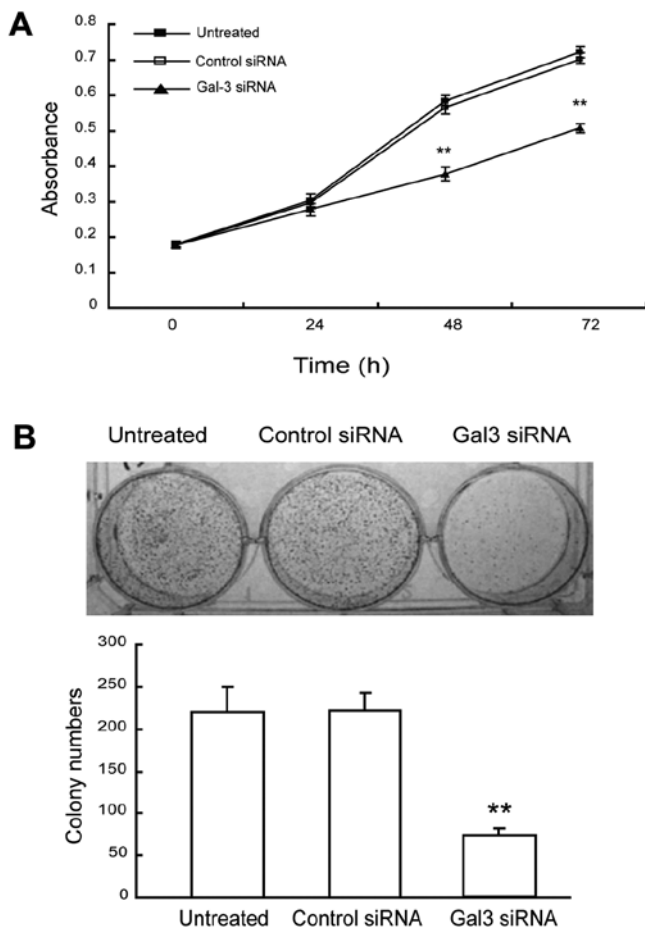 A
Untreated
Control siRNA
Gal-3 siRNA
0.8
0.7
0.6
0.5
0.4
0.3
0.2
0.1
0
Absorbance
**
**
0 24 48 72
Time (h)
B
Untreated Control siRNA Gal3 siRNA
300
250
200
150
100
50
0
Colony numbers
**
Untreated Control siRNA Gal3 siRNA